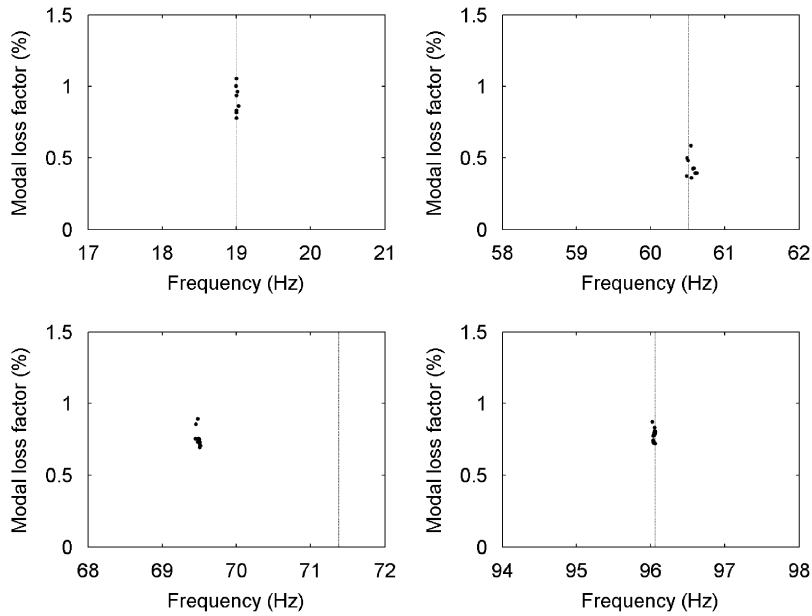 Modal loss factor (%)
1.5
1
0.5
0
17 18 19 20 21
Frequency (Hz)
Modal loss factor (%)
1.5
1
0.5
0
58 59 60 61 62
Frequency (Hz)
Modal loss factor (%)
1.5
1
0.5
0
68 69 70 71 72
Frequency (Hz)
Modal loss factor (%)
1.5
1
0.5
0
94 95 96 97 98
Frequency (Hz)